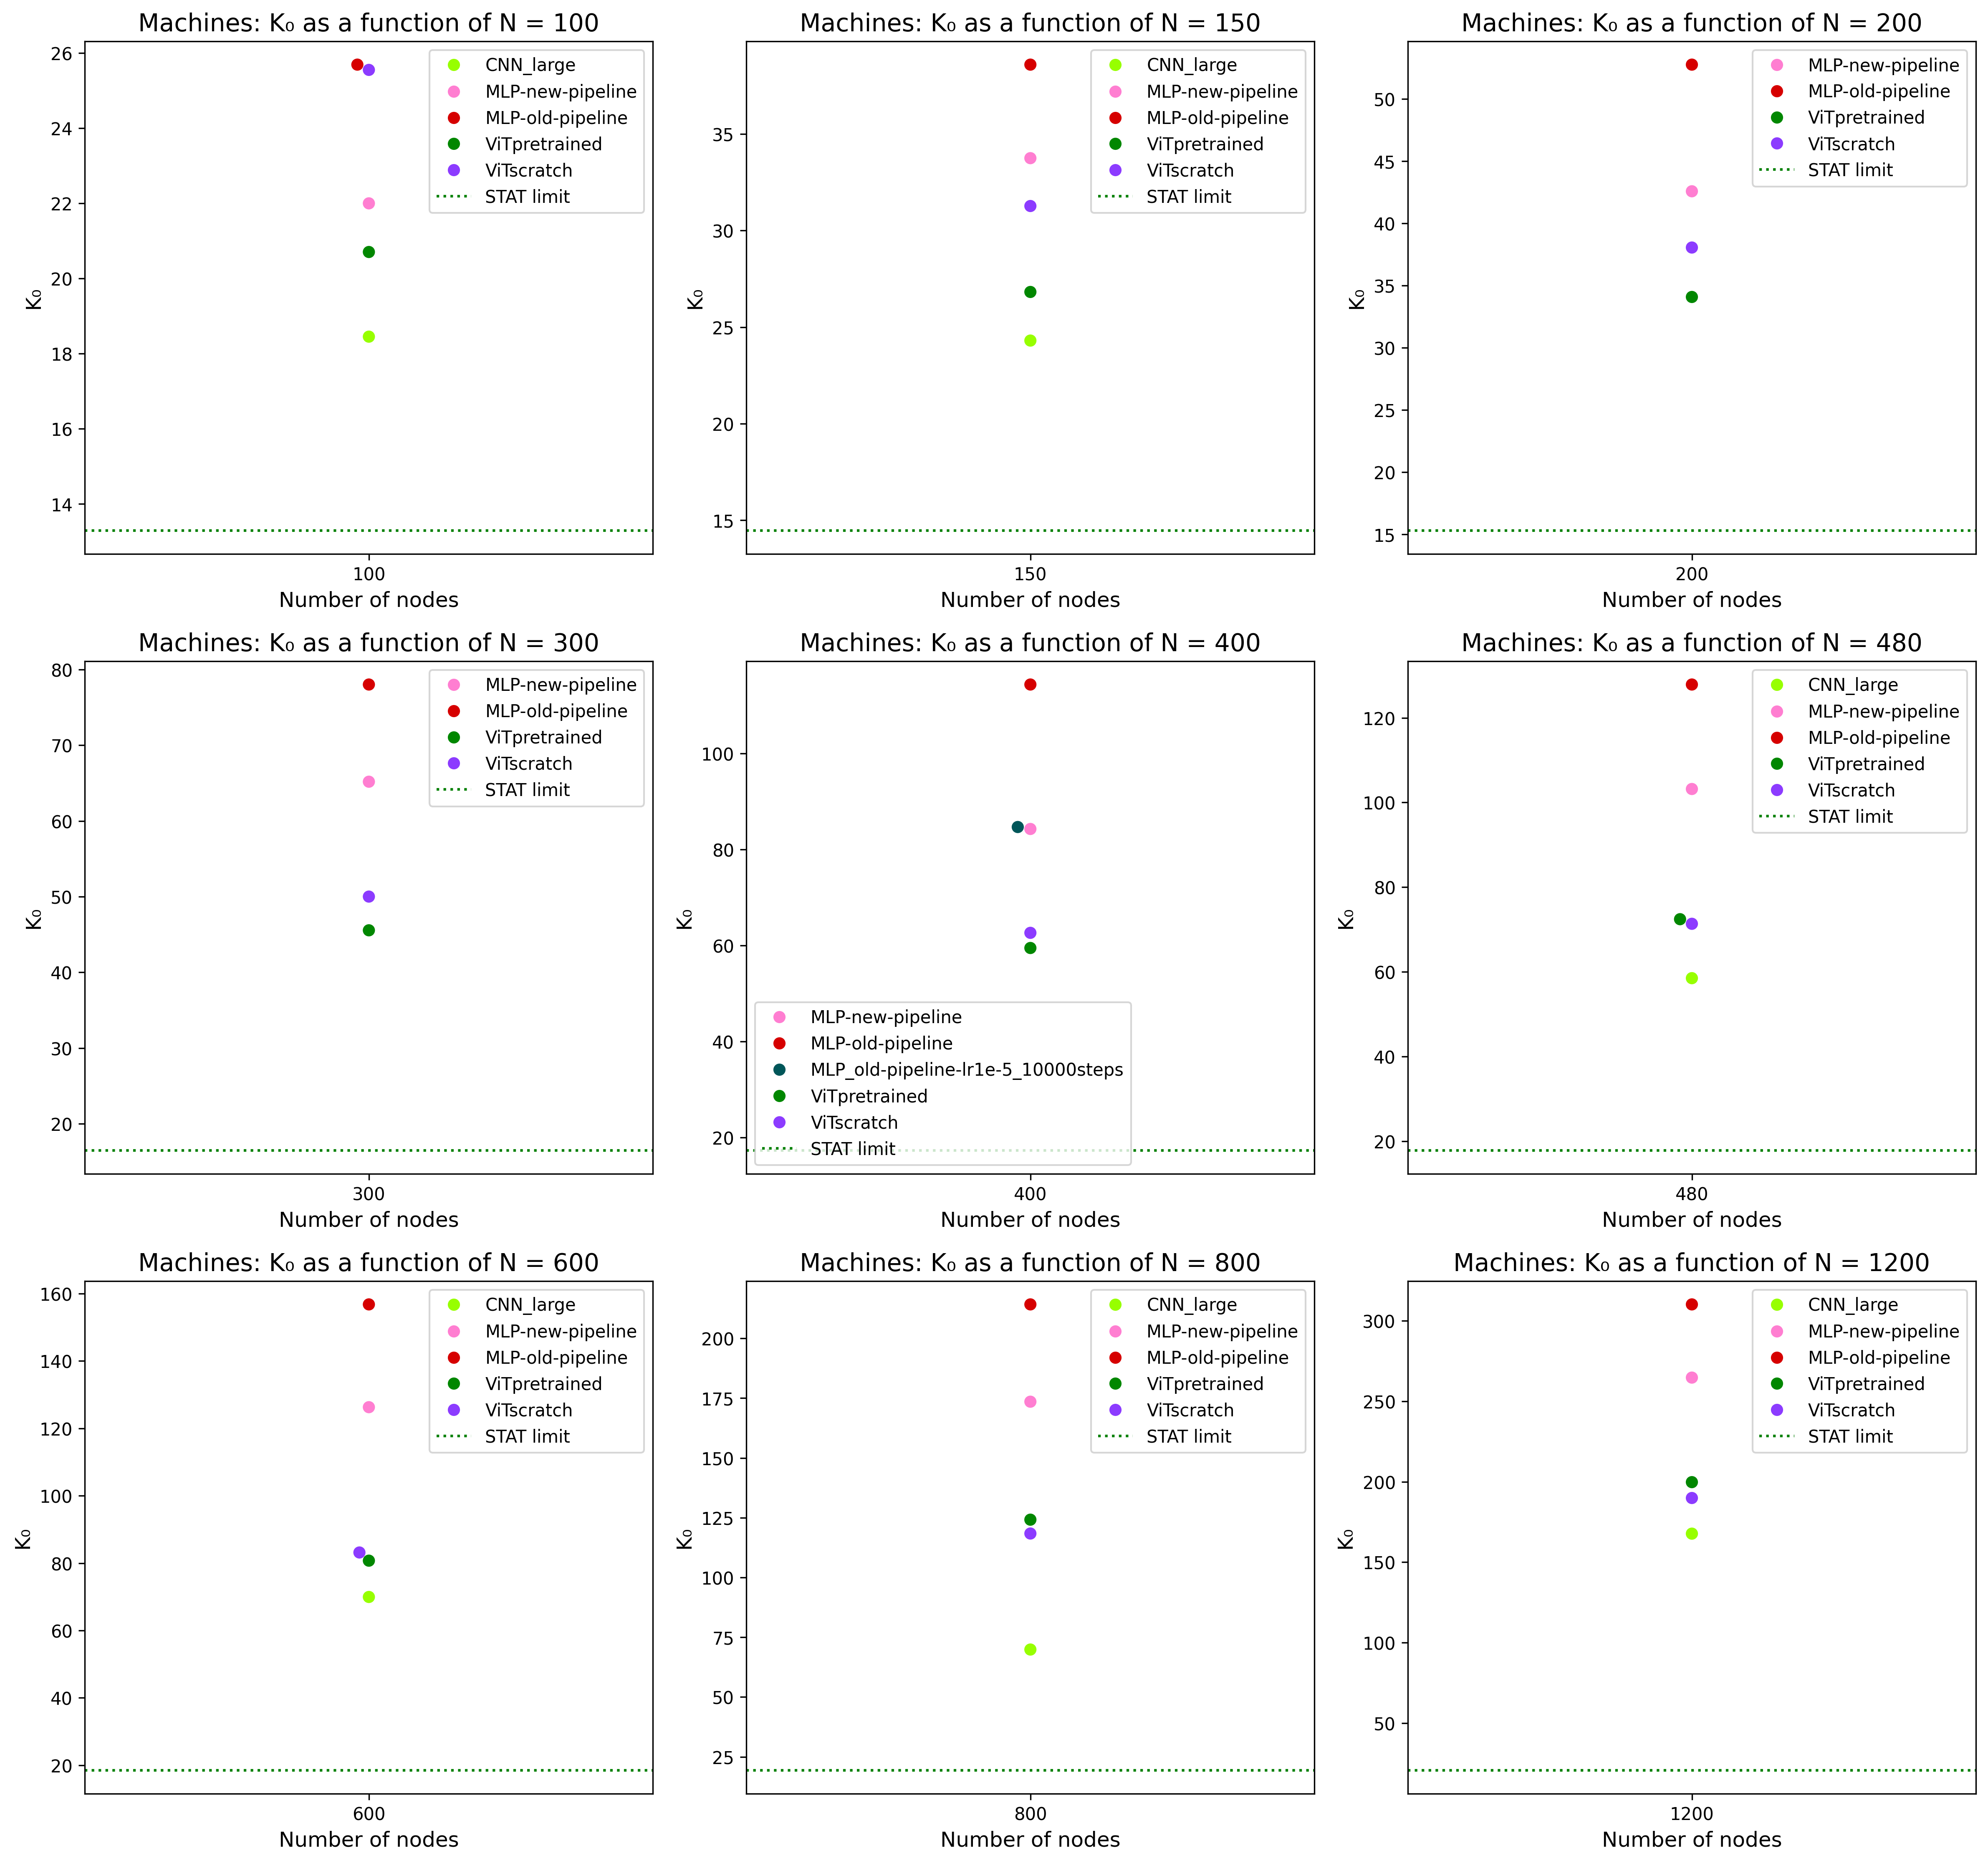 Machines: K₀ as a function of N = 100
K₀
26
24
22
20
18
16
14
CNN_large
MLP-new-pipeline
MLP-old-pipeline
ViTpretrained
ViTscratch
STAT limit
100
Number of nodes
Machines: K₀ as a function of N = 150
K₀
35
30
25
20
15
CNN_large
MLP-new-pipeline
MLP-old-pipeline
ViTpretrained
ViTscratch
STAT limit
150
Number of nodes
Machines: K₀ as a function of N = 200
K₀
50
45
40
35
30
25
20
15
MLP-new-pipeline
MLP-old-pipeline
ViTpretrained
ViTscratch
STAT limit
200
Number of nodes
Machines: K₀ as a function of N = 300
K₀
80
70
60
50
40
30
20
MLP-new-pipeline
MLP-old-pipeline
ViTpretrained
ViTscratch
STAT limit
300
Number of nodes
Machines: K₀ as a function of N = 400
K₀
100
80
60
40
20
MLP-new-pipeline
MLP-old-pipeline
MLP_old-pipeline-lr1e-5_10000steps
ViTpretrained
ViTscratch
STAT limit
400
Number of nodes
Machines: K₀ as a function of N = 480
K₀
120
100
80
60
40
20
CNN_large
MLP-new-pipeline
MLP-old-pipeline
ViTpretrained
ViTscratch
STAT limit
480
Number of nodes
Machines: K₀ as a function of N = 600
K₀
160
140
120
100
80
60
40
20
CNN_large
MLP-new-pipeline
MLP-old-pipeline
ViTpretrained
ViTscratch
STAT limit
600
Number of nodes
Machines: K₀ as a function of N = 800
K₀
200
175
150
125
100
75
50
25
CNN_large
MLP-new-pipeline
MLP-old-pipeline
ViTpretrained
ViTscratch
STAT limit
800
Number of nodes
Machines: K₀ as a function of N = 1200
K₀
300
250
200
150
100
50
CNN_large
MLP-new-pipeline
MLP-old-pipeline
ViTpretrained
ViTscratch
STAT limit
1200
Number of nodes